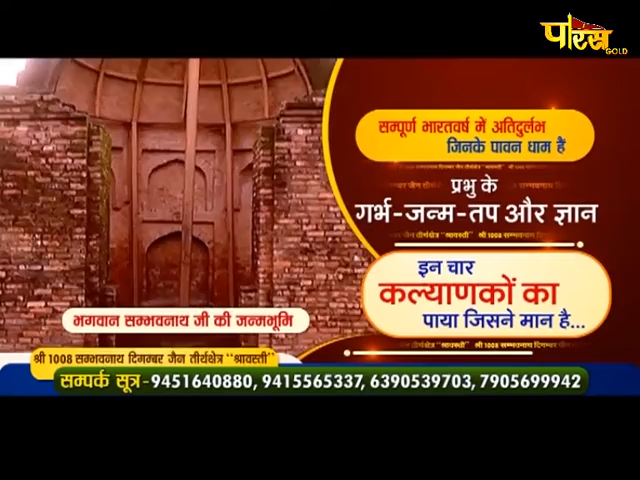 पारस
GOLD
सम्पूर्ण भारतवर्ष में अतिदुर्लभ
जिनके पावन धाम हैं
प्रभु के
गर्भ-जन्म-तप और ज्ञान
इन चार
कल्याणकों का
पाया जिसने मान है...
भगवान सम्भवनाथ जी की जन्मभूमि
श्री 1008 सम्भवनाथ दिगम्बर जैन तीर्थक्षेत्र "श्रावस्ती"
सम्पर्क सूत्र-9451640880, 9415565337, 6390539703, 7905699942